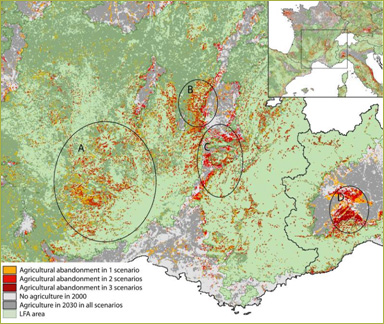 B
A
C
D
Agricultural abandonment in 1 scenario
Agricultural abandonment in 2 scenarios
Agricultural abandonment in 3 scenarios
No agriculture in 2000
Agriculture in 2030 in all scenarios
LFA area